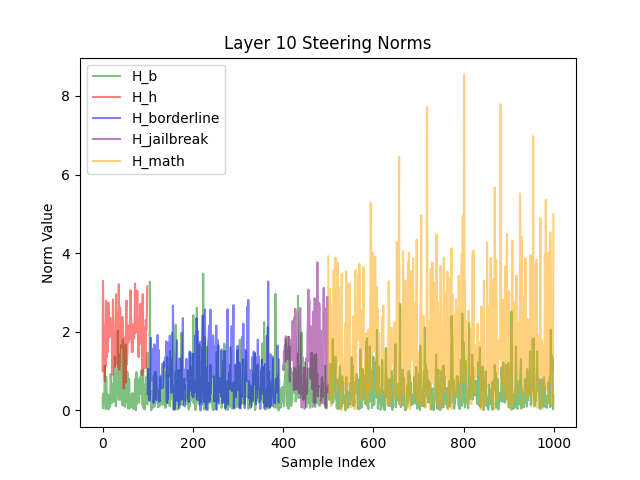 Layer 10 Steering Norms
H_b
H_h
H_borderline
H_jailbreak
H_math
Norm Value
8
6
4
2
0
0 200 400 600 800 1000
Sample Index